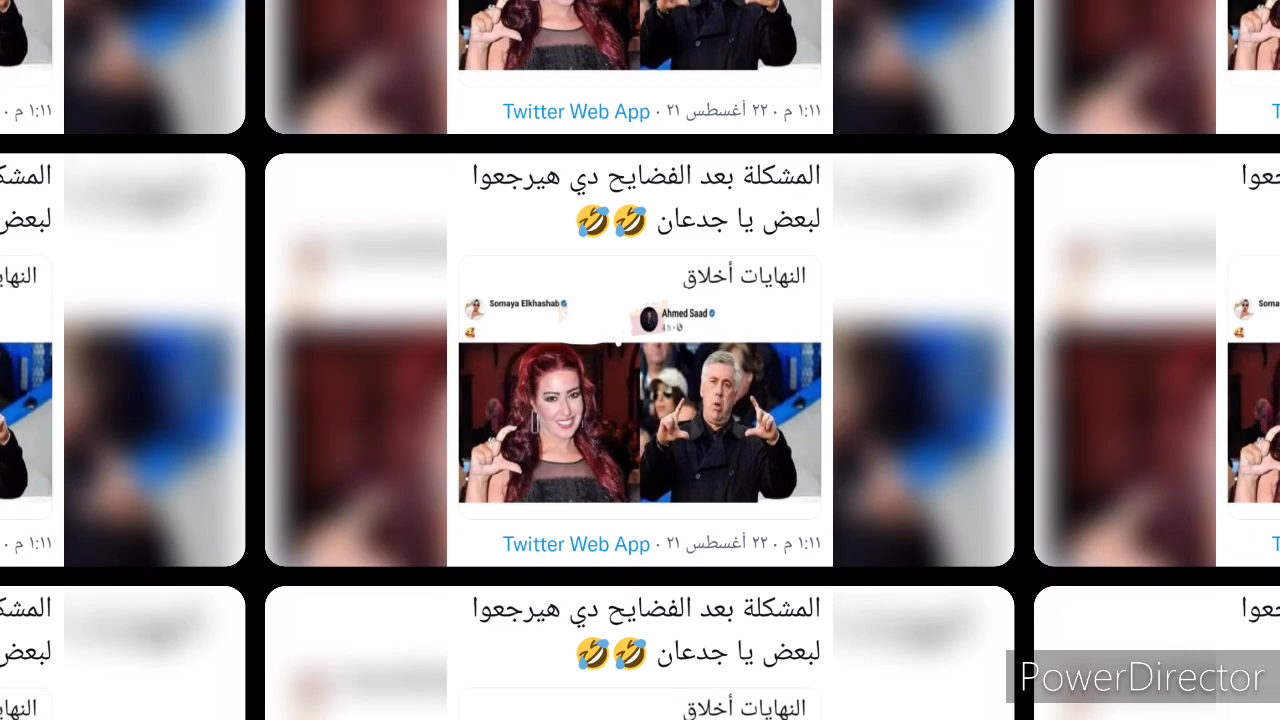 ١:١١ م · ٢٢ أغسطس ٢١ · Twitter Web App
المشكلة بعد الفضايح دي هيرجعوا
لبعض يا جدعان 🤣🤣
النهايات أخلاق
Somaya Elkhashab
Ahmed Saad
4h ·
١:١١ م · ٢٢ أغسطس ٢١ · Twitter Web App
المشكلة بعد الفضايح دي هيرجعوا
لبعض يا جدعان 🤣🤣
النهايات أخلاق
PowerDirector